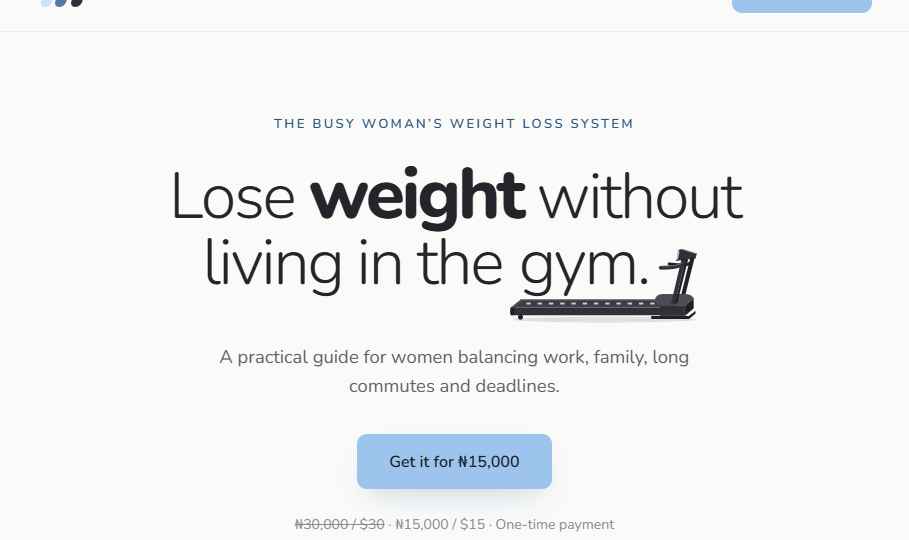 THE BUSY WOMAN'S WEIGHT LOSS SYSTEM
Lose weight without
living in the gym.
A practical guide for women balancing work, family, long
commutes and deadlines.
Get it for ₦15,000
₦30,000 / $30 · ₦15,000 / $15 · One-time payment